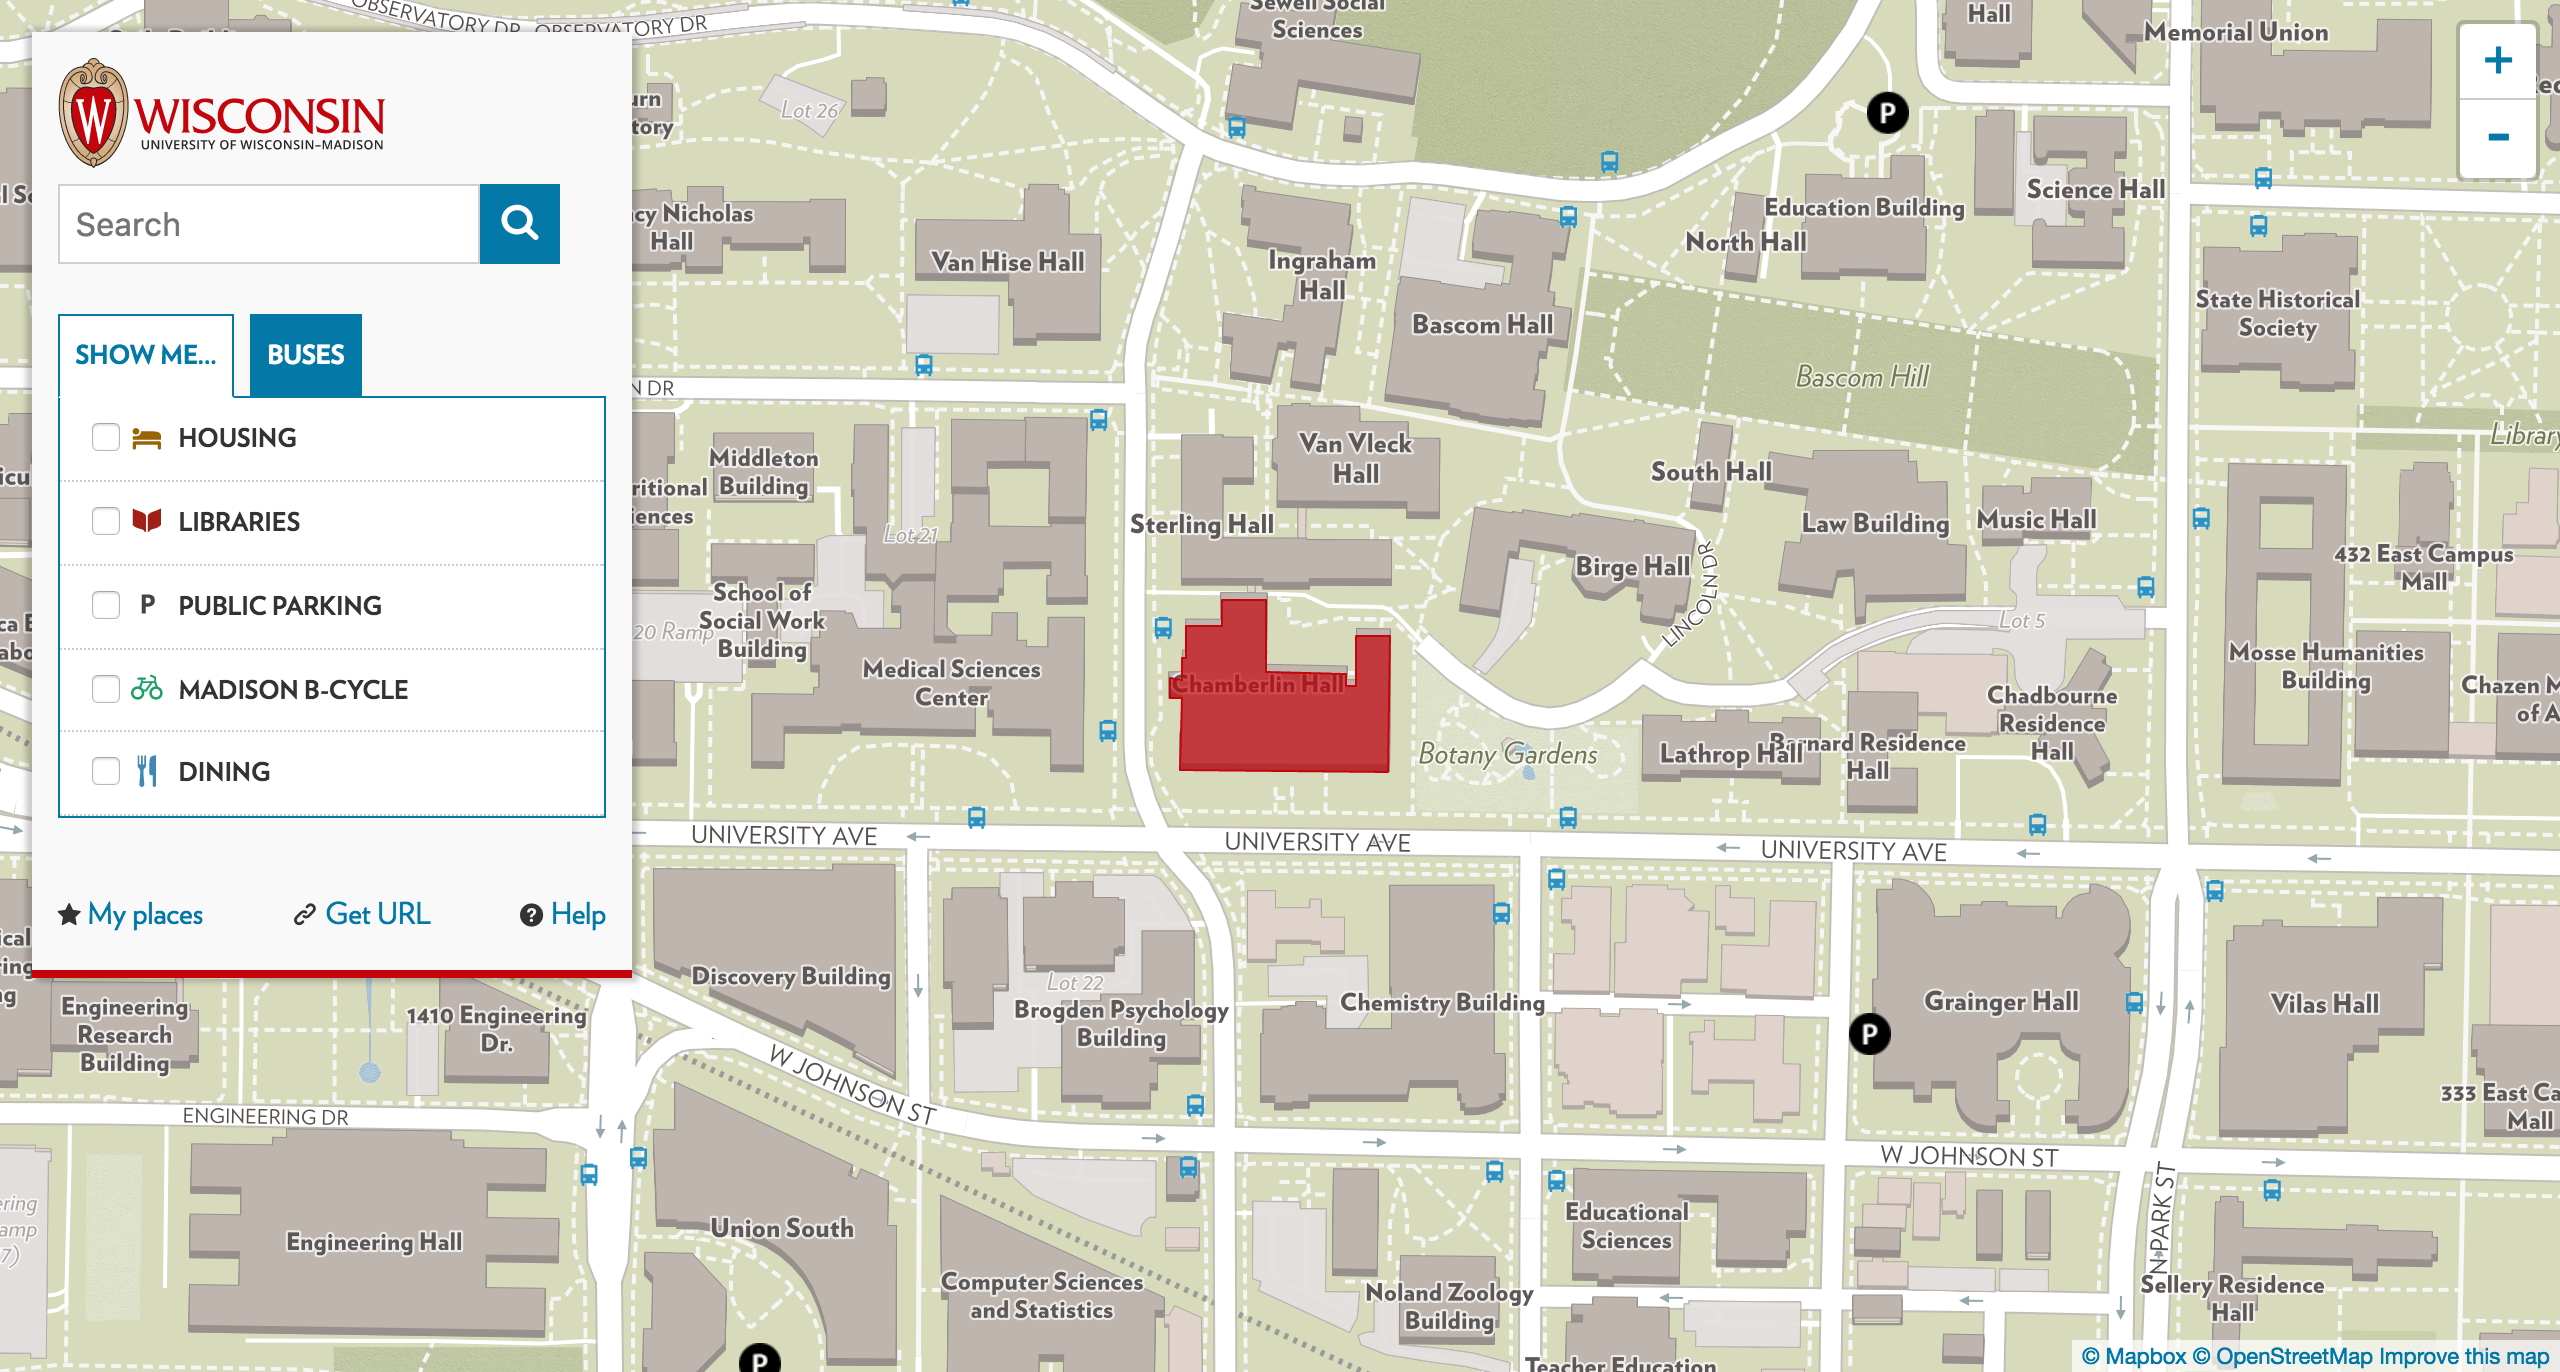 WISCONSIN
UNIVERSITY OF WISCONSIN–MADISON
Search
SHOW ME...
BUSES
HOUSING
LIBRARIES
P PUBLIC PARKING
MADISON B-CYCLE
DINING
My places
Get URL
? Help
OBSERVATORY DR
OBSERVATORY DR
Sewell Social
Sciences
Hall
Memorial Union
+
−
Lot 26
P
Science Hall
Education Building
North Hall
Nicholas
Hall
Van Hise Hall
Ingraham
Hall
Bascom Hall
State Historical
Society
Bascom Hill
DR
Library
Middleton
Building
Van Vleck
Hall
South Hall
Sterling Hall
Law Building
Music Hall
Lot 21
432 East Campus
Mall
Birge Hall
LINCOLN DR
School of
Social Work
Building
20 Ramp
Lot 5
Medical Sciences
Center
Chamberlin Hall
Mosse Humanities
Building
Chazen
of
Chadbourne
Residence
Hall
Botany Gardens
Lathrop Hall
Barnard Residence
Hall
UNIVERSITY AVE
UNIVERSITY AVE
UNIVERSITY AVE
Discovery Building
Lot 22
Brogden Psychology
Building
Chemistry Building
Grainger Hall
Vilas Hall
P
Engineering
Research
Building
1410 Engineering
Dr.
W JOHNSON ST
333 East
Mall
ENGINEERING DR
W JOHNSON ST
N PARK ST
Engineering Hall
Union South
Educational
Sciences
Computer Sciences
and Statistics
Noland Zoology
Building
Sellery Residence
Hall
P
Teacher Education
© Mapbox © OpenStreetMap Improve this map